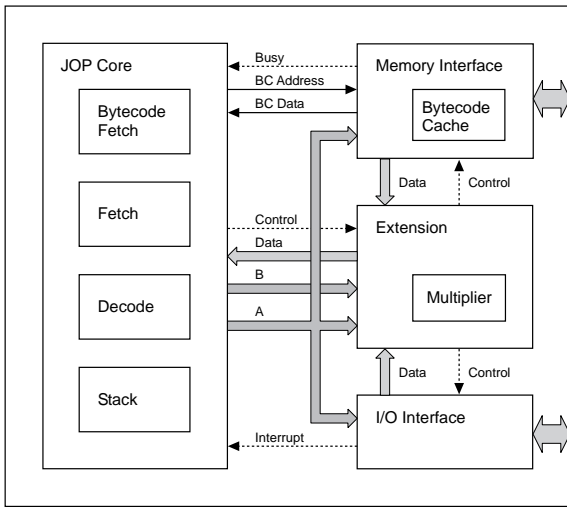 JOP Core
Bytecode
Fetch
Fetch
Decode
Stack
Busy
BC Address
BC Data
Control
Data
B
A
Interrupt
Memory Interface
Bytecode
Cache
Data
Control
Extension
Multiplier
Data
Control
I/O Interface